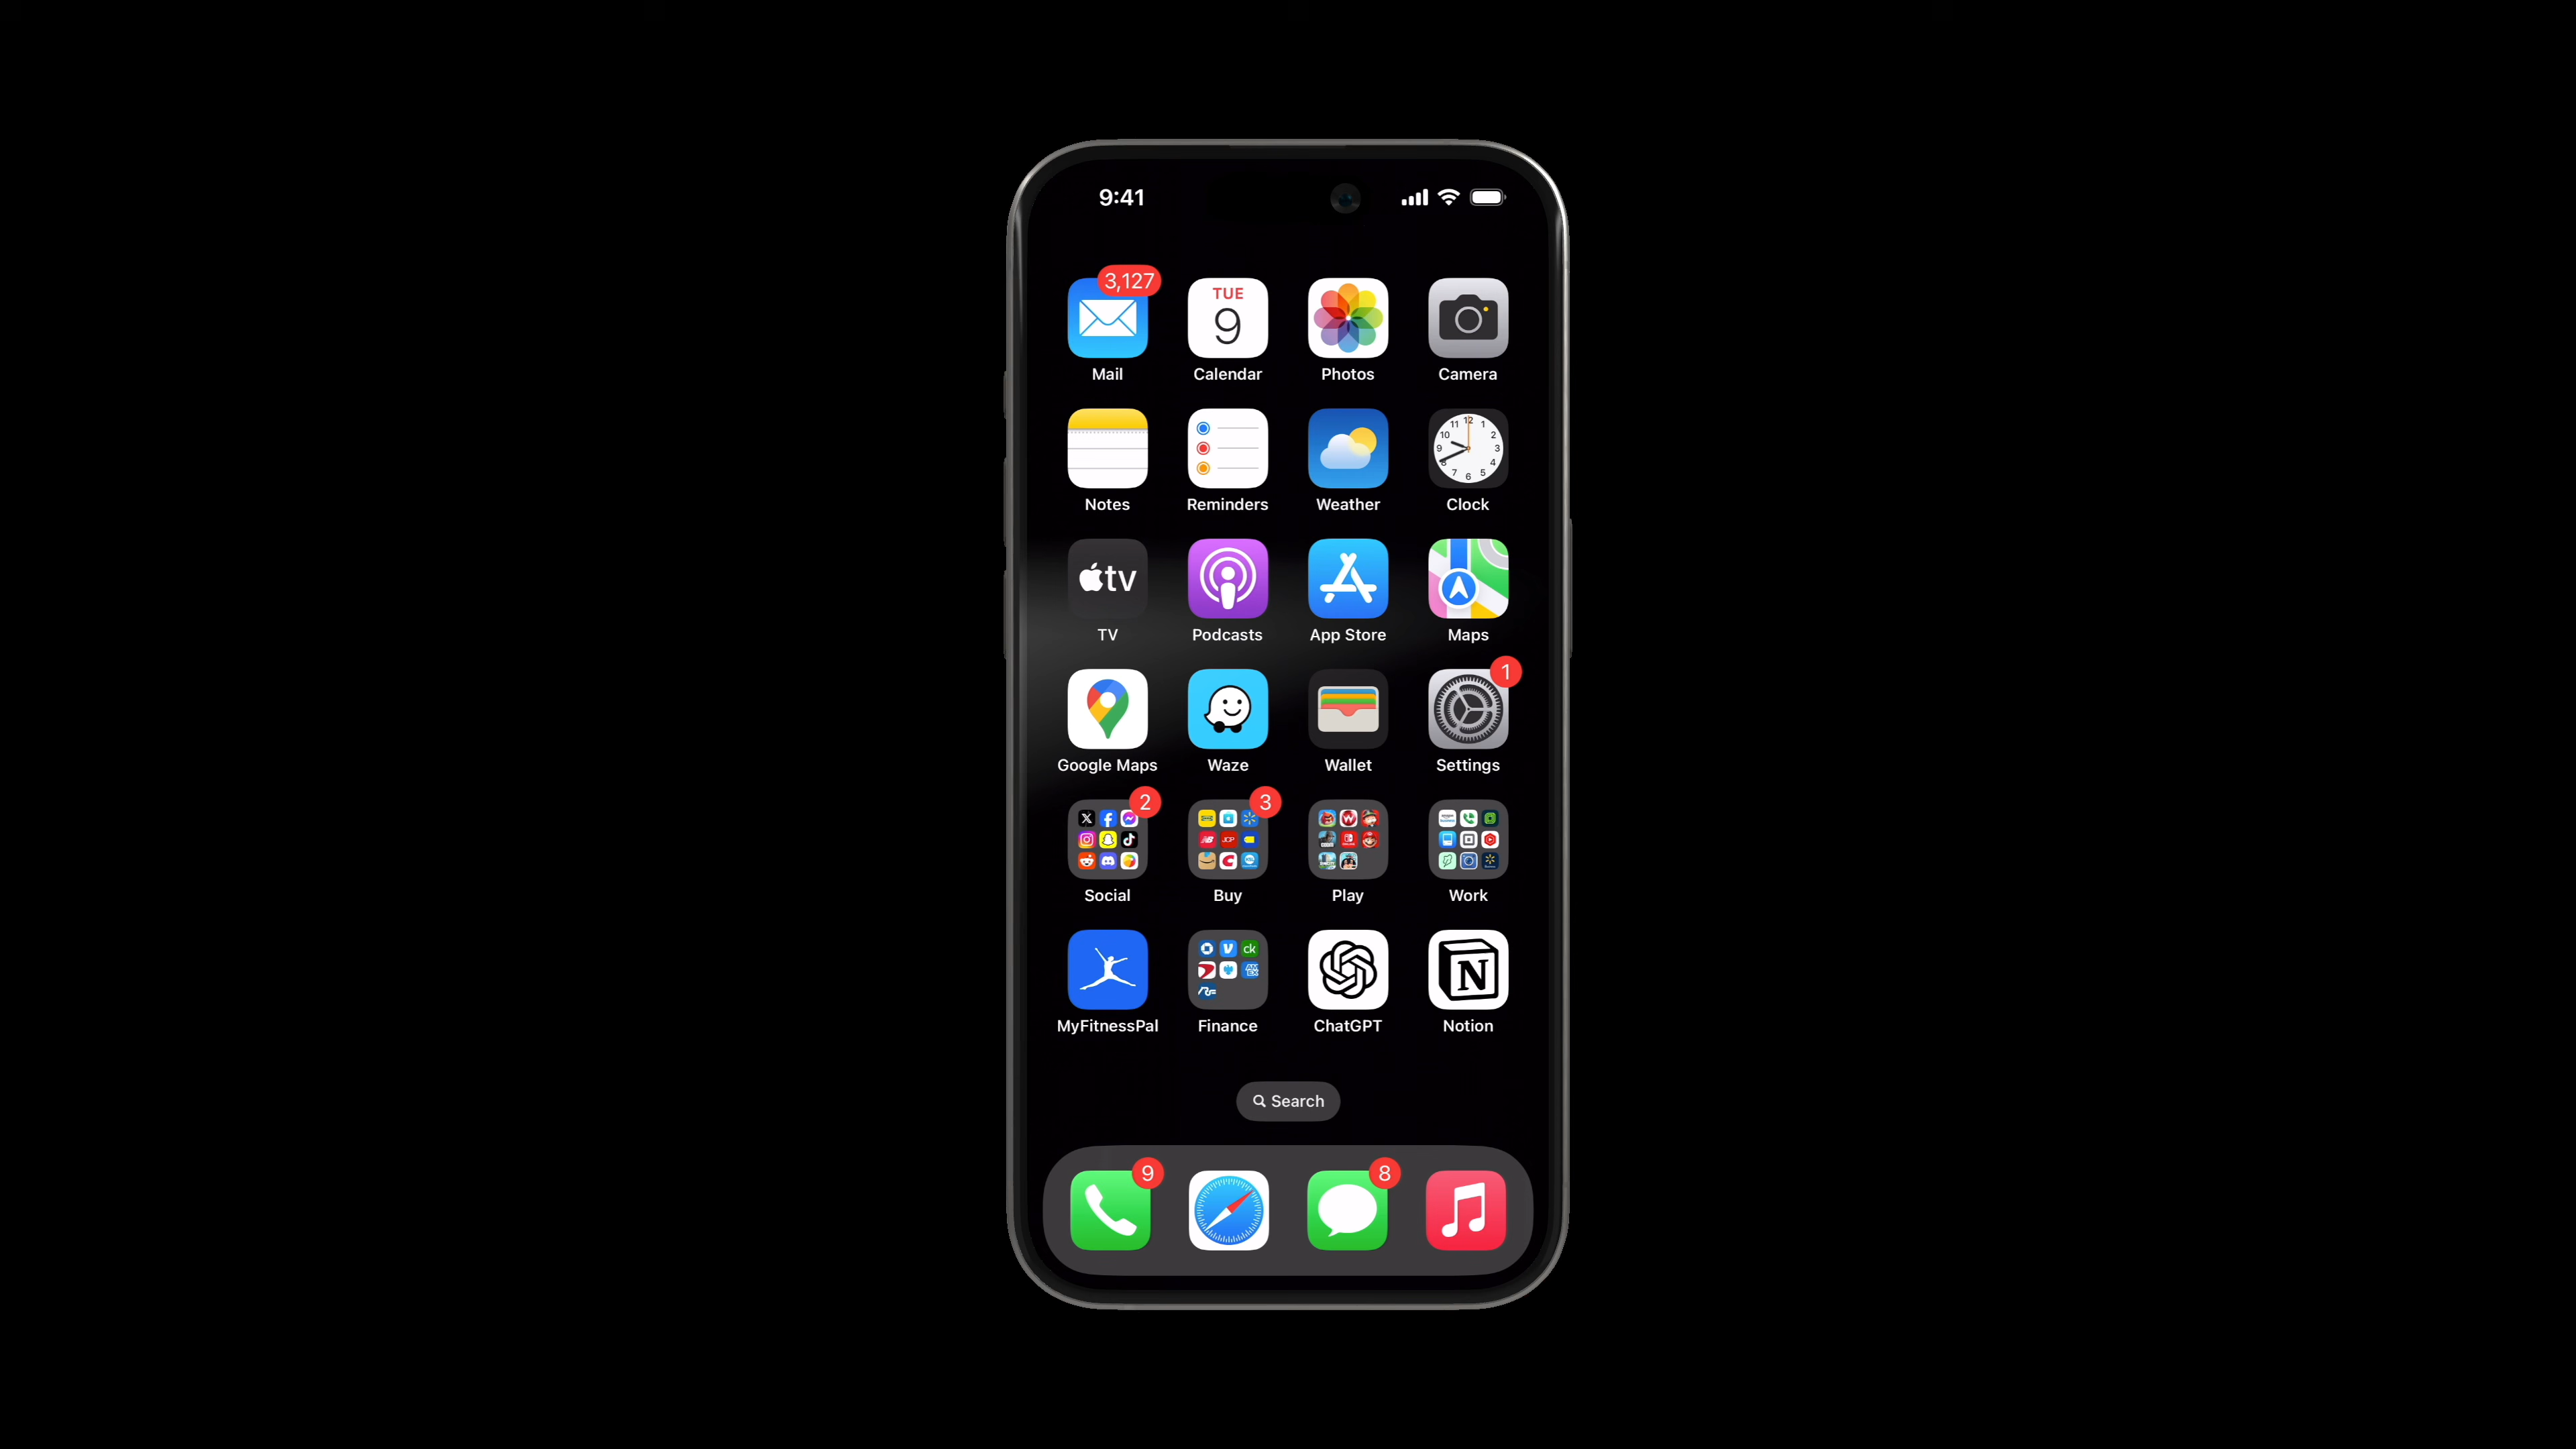 9:41
3,127
TUE
9
Mail Calendar Photos Camera
Notes Reminders Weather Clock
tv
TV Podcasts App Store Maps
1
Google Maps Waze Wallet Settings
2 3
Social Buy Play Work
ck
N
MyFitnessPal Finance ChatGPT Notion
Search
9 8